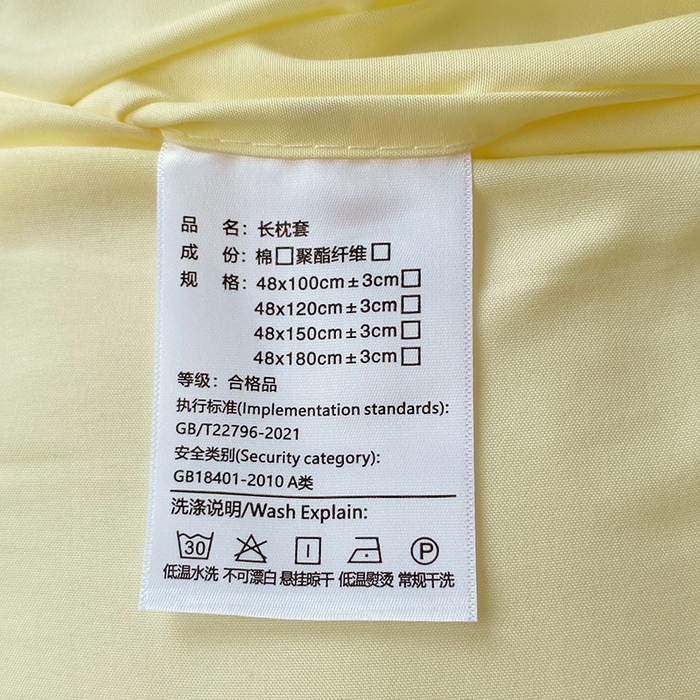 品 名：长枕套
成 份：棉□聚酯纤维□
规 格：48x100cm±3cm□
48x120cm±3cm□
48x150cm±3cm□
48x180cm±3cm□
等级：合格品
执行标准(Implementation standards):
GB/T22796-2021
安全类别(Security category):
GB18401-2010 A类
洗涤说明/Wash Explain:
30 P
低温水洗 不可漂白 悬挂晾干 低温熨烫 常规干洗